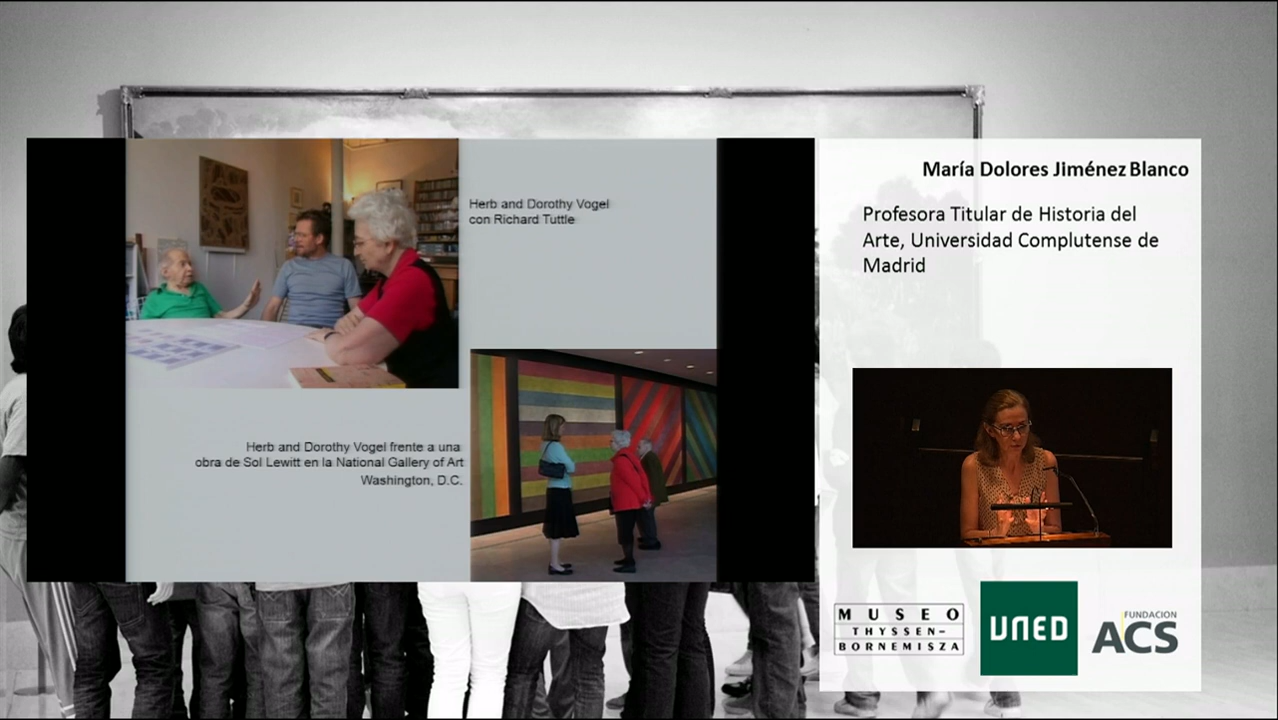 Herb and Dorothy Vogel
con Richard Tuttle
Herb and Dorothy Vogel frente a una
obra de Sol Lewitt en la National Gallery of Art
Washington, D.C.
María Dolores Jiménez Blanco
Profesora Titular de Historia del
Arte, Universidad Complutense de
Madrid
MUSEO
THYSSEN-
BORNEMISZA
UNED
FUNDACION
ACS